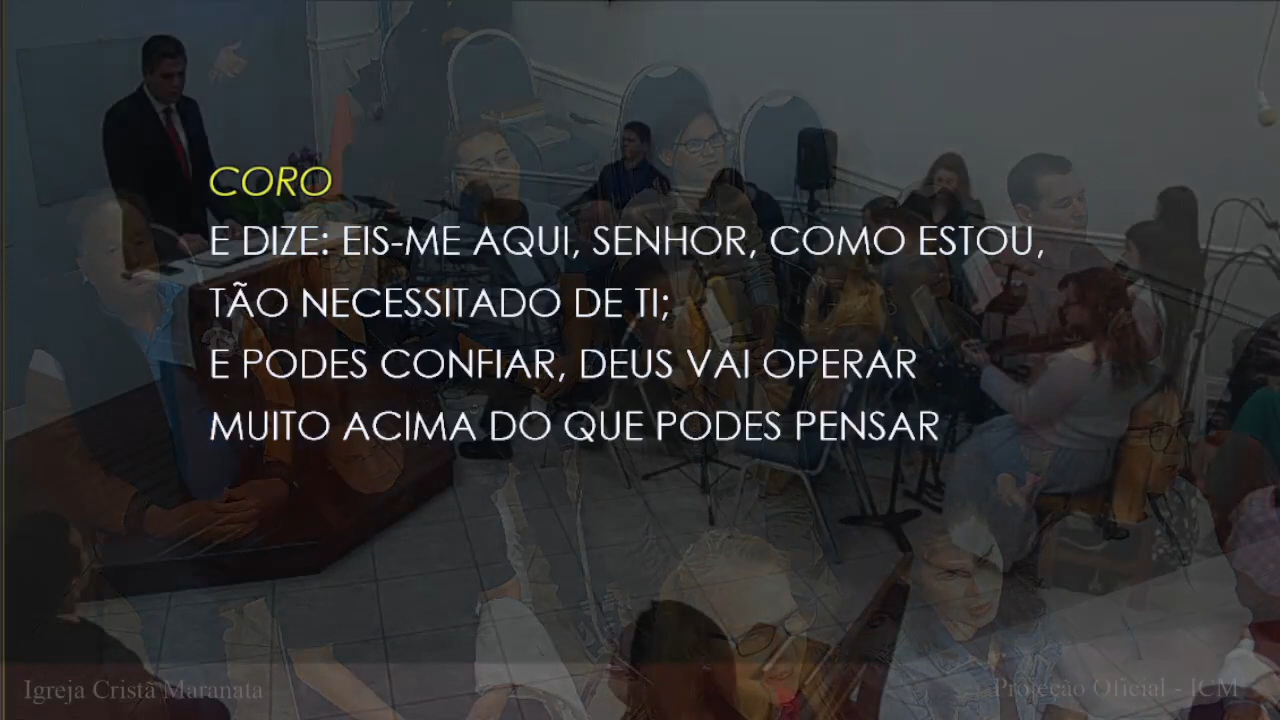 CORO
E DIZE: EIS-ME AQUI, SENHOR, COMO ESTOU,
TÃO NECESSITADO DE TI;
E PODES CONFIAR, DEUS VAI OPERAR
MUITO ACIMA DO QUE PODES PENSAR
Igreja Cristã Maranata
Projeção Oficial - ICM